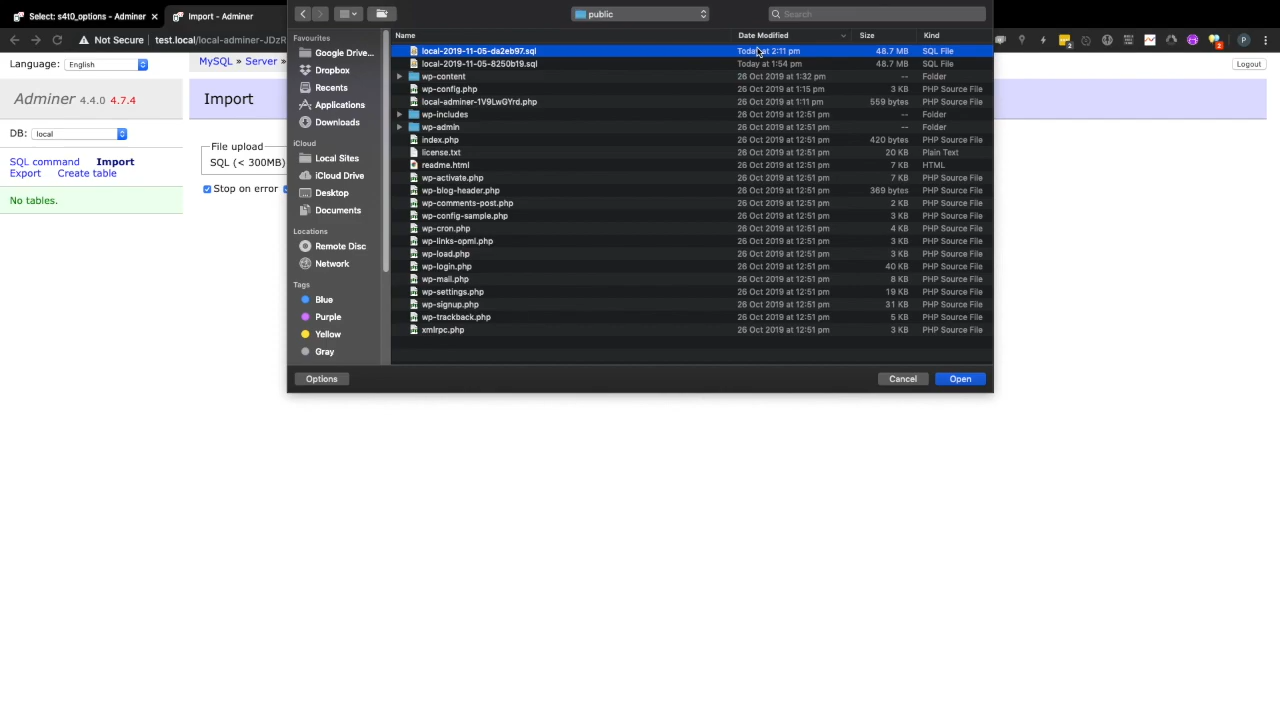 Select: s4t0_options - Adminer
Import - Adminer
Not Secure
test.local/local-adminer-JDzR
Language: English
MySQL » Server »
Logout
Adminer 4.4.0 4.7.4
Import
DB: local
SQL command Import
Export Create table
No tables.
File upload
SQL (< 300MB)
Stop on error
public
Search
Favourites
Google Drive...
Dropbox
Recents
Applications
Downloads
iCloud
Local Sites
iCloud Drive
Desktop
Documents
Locations
Remote Disc
Network
Tags
Blue
Purple
Yellow
Gray
Name Date Modified Size Kind
local-2019-11-05-da2eb97.sql Today at 2:11 pm 48.7 MB SQL File
local-2019-11-05-8250b19.sql Today at 1:54 pm 48.7 MB SQL File
wp-content 26 Oct 2019 at 1:32 pm -- Folder
wp-config.php 26 Oct 2019 at 1:15 pm 3 KB PHP Source File
local-adminer-1V9LwGYrd.php 26 Oct 2019 at 1:11 pm 559 bytes PHP Source File
wp-includes 26 Oct 2019 at 12:51 pm -- Folder
wp-admin 26 Oct 2019 at 12:51 pm -- Folder
index.php 26 Oct 2019 at 12:51 pm 420 bytes PHP Source File
license.txt 26 Oct 2019 at 12:51 pm 20 KB Plain Text
readme.html 26 Oct 2019 at 12:51 pm 7 KB HTML
wp-activate.php 26 Oct 2019 at 12:51 pm 7 KB PHP Source File
wp-blog-header.php 26 Oct 2019 at 12:51 pm 369 bytes PHP Source File
wp-comments-post.php 26 Oct 2019 at 12:51 pm 2 KB PHP Source File
wp-config-sample.php 26 Oct 2019 at 12:51 pm 3 KB PHP Source File
wp-cron.php 26 Oct 2019 at 12:51 pm 4 KB PHP Source File
wp-links-opml.php 26 Oct 2019 at 12:51 pm 3 KB PHP Source File
wp-load.php 26 Oct 2019 at 12:51 pm 3 KB PHP Source File
wp-login.php 26 Oct 2019 at 12:51 pm 40 KB PHP Source File
wp-mail.php 26 Oct 2019 at 12:51 pm 8 KB PHP Source File
wp-settings.php 26 Oct 2019 at 12:51 pm 19 KB PHP Source File
wp-signup.php 26 Oct 2019 at 12:51 pm 31 KB PHP Source File
wp-trackback.php 26 Oct 2019 at 12:51 pm 5 KB PHP Source File
xmlrpc.php 26 Oct 2019 at 12:51 pm 3 KB PHP Source File
Options
Cancel
Open